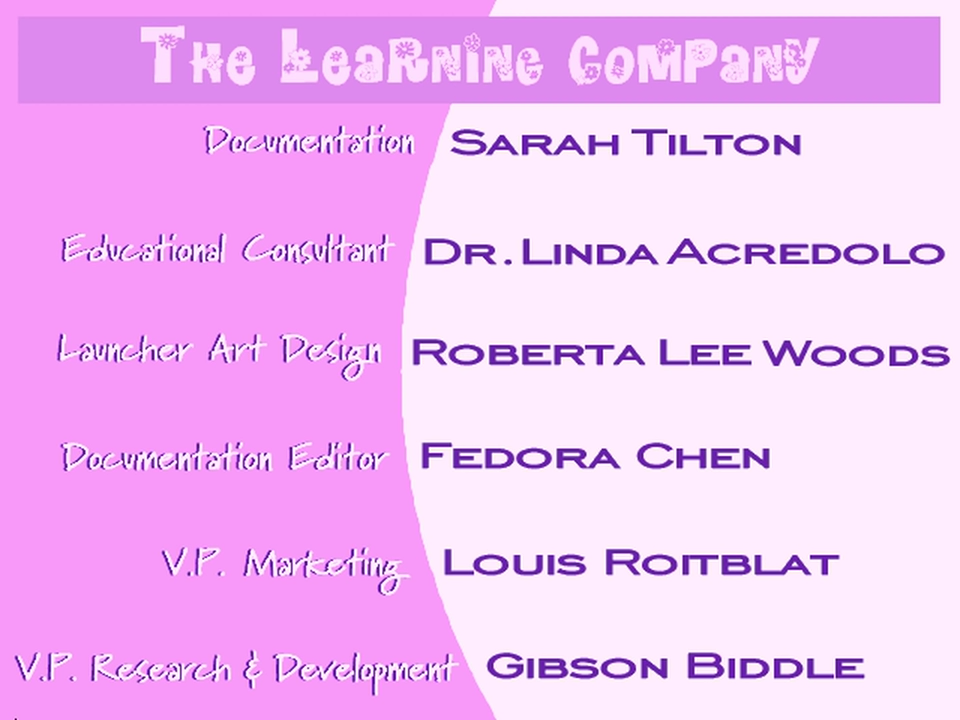 The Learning Company
Documentation Sarah Tilton
Educational Consultant Dr. Linda Acredolo
Launcher Art Design Roberta Lee Woods
Documentation Editor Fedora Chen
V.P. Marketing Louis Roitblat
V.P. Research & Development Gibson Biddle